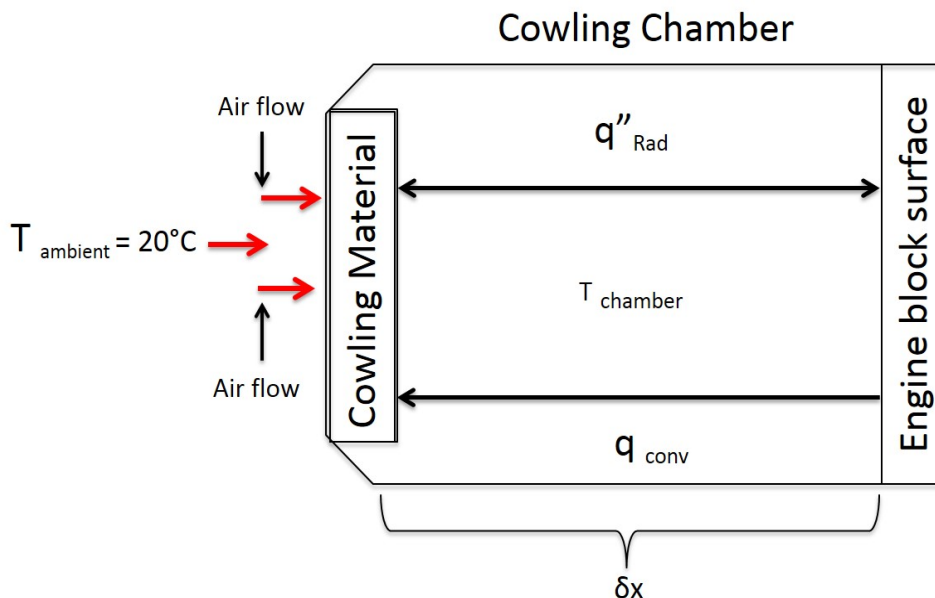 Cowling Chamber
Air flow
q”Rad
T ambient = 20°C
Cowling Material
T chamber
Engine block surface
Air flow
q conv
δx